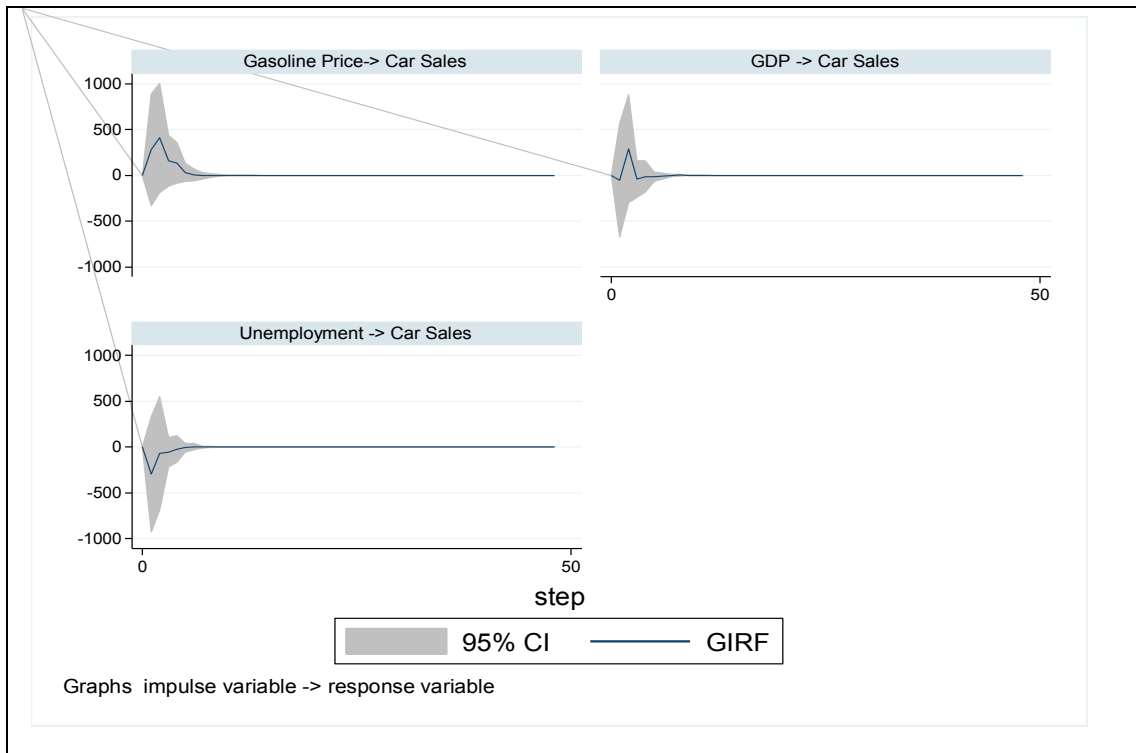 Gasoline Price-> Car Sales
GDP -> Car Sales
1000
500
0
-500
-1000
0
50
Unemployment -> Car Sales
1000
500
0
-500
-1000
0
50
step
95% CI
GIRF
Graphs impulse variable -> response variable